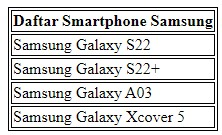 Daftar Smartphone Samsung
Samsung Galaxy S22
Samsung Galaxy S22+
Samsung Galaxy A03
Samsung Galaxy Xcover 5